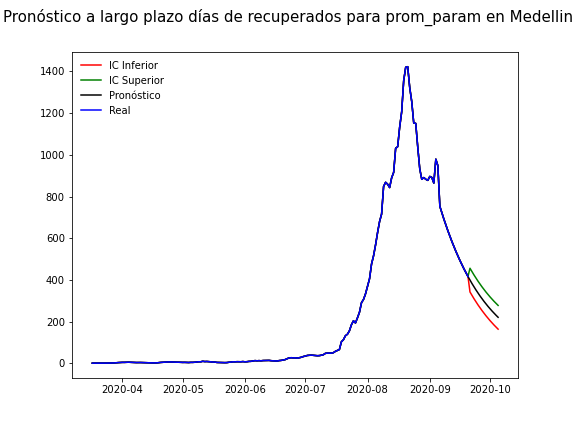 Pronóstico a largo plazo días de recuperados para prom_param en Medellin
IC Inferior
IC Superior
Pronóstico
Real
1400
1200
1000
800
600
400
200
0
2020-04 2020-05 2020-06 2020-07 2020-08 2020-09 2020-10